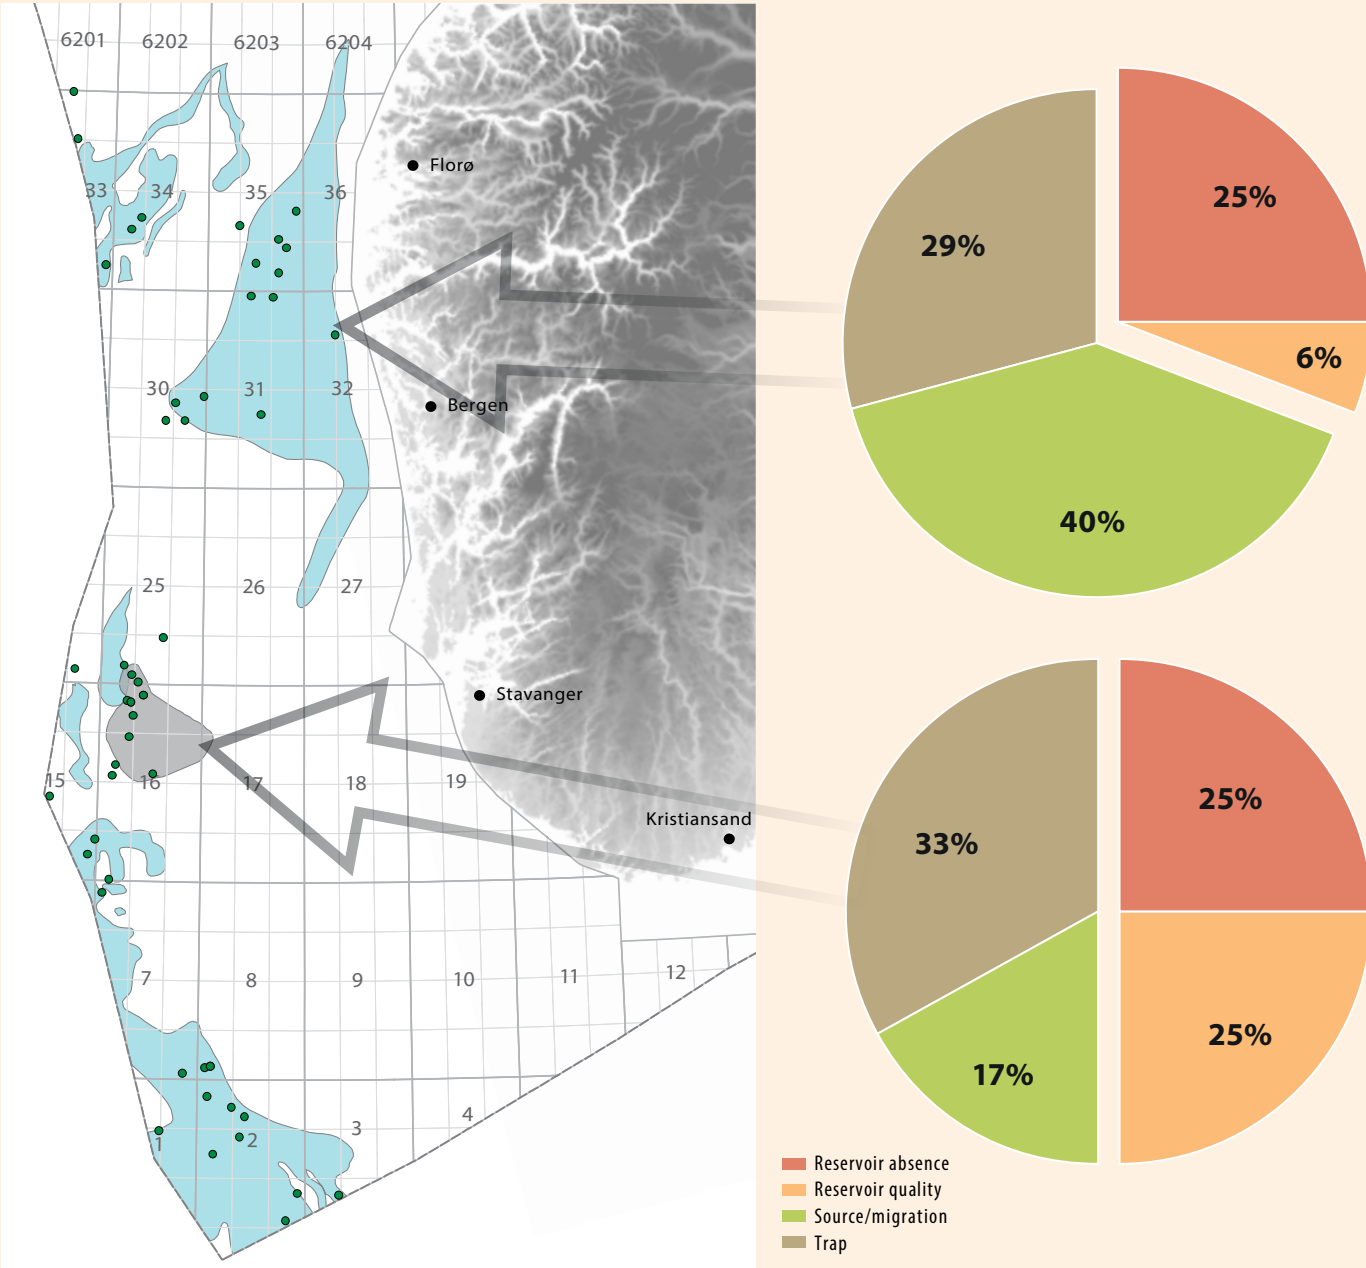 6201 6202 6203 6204
25%
Florø
33 34 35 36
29%
6%
30 31 32
Bergen
40%
25 26 27
Stavanger
15 16 17 18 19
25%
Kristiansand
33%
7 8 9 10 11 12
25%
17%
1 2 3 4
Reservoir absence
Reservoir quality
Source/migration
Trap